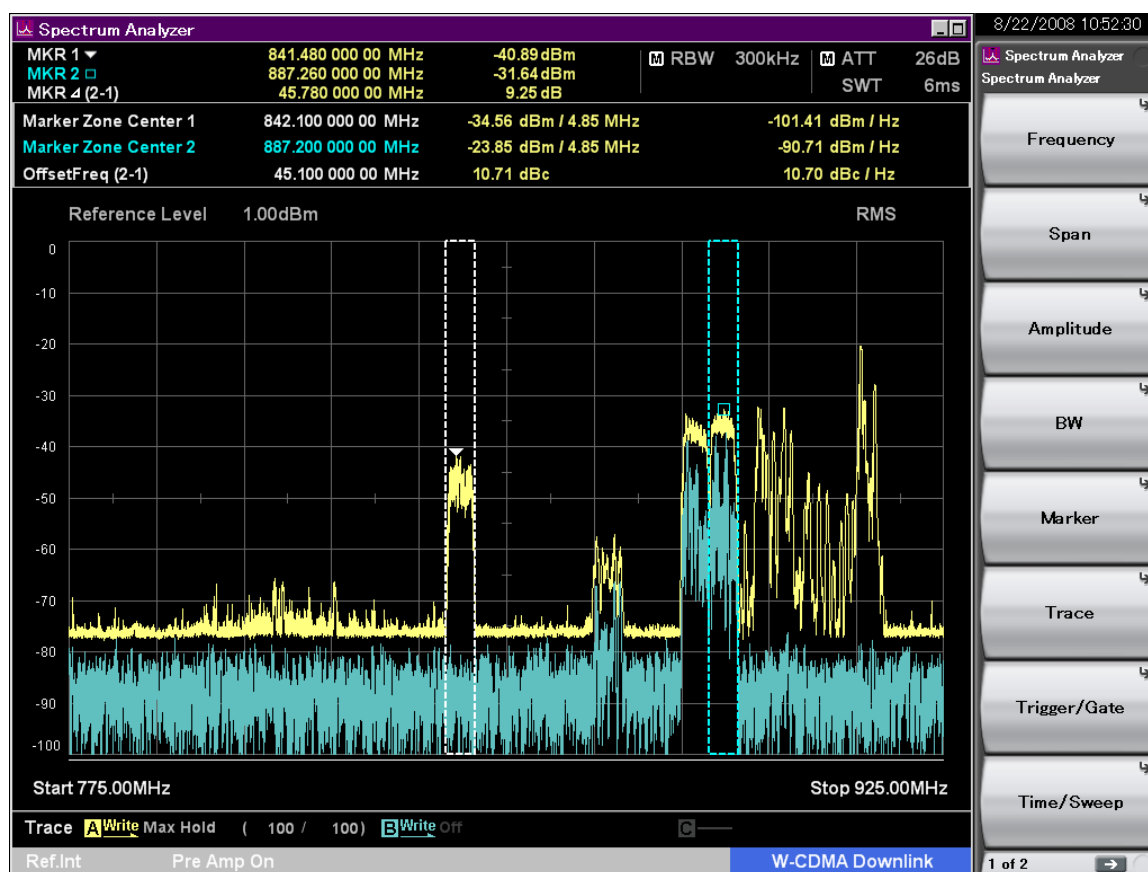 Spectrum Analyzer
8/22/2008 10:52:30
MKR 1 841.480 000 00 MHz -40.89 dBm
MKR 2 887.260 000 00 MHz -31.64 dBm
MKR ⊿ (2-1) 45.780 000 00 MHz 9.25 dB
M RBW 300kHz M ATT 26dB
SWT 6ms
Marker Zone Center 1 842.100 000 00 MHz -34.56 dBm / 4.85 MHz -101.41 dBm / Hz
Marker Zone Center 2 887.200 000 00 MHz -23.85 dBm / 4.85 MHz -90.71 dBm / Hz
OffsetFreq (2-1) 45.100 000 00 MHz 10.71 dBc 10.70 dBc / Hz
Reference Level 1.00dBm RMS
0
-10
-20
-30
-40
-50
-60
-70
-80
-90
-100
Start 775.00MHz Stop 925.00MHz
Trace A Write Max Hold ( 100 / 100) B Write Off C
Ref.Int Pre Amp On W-CDMA Downlink
Spectrum Analyzer
Spectrum Analyzer
Frequency
Span
Amplitude
BW
Marker
Trace
Trigger/Gate
Time/Sweep
1 of 2